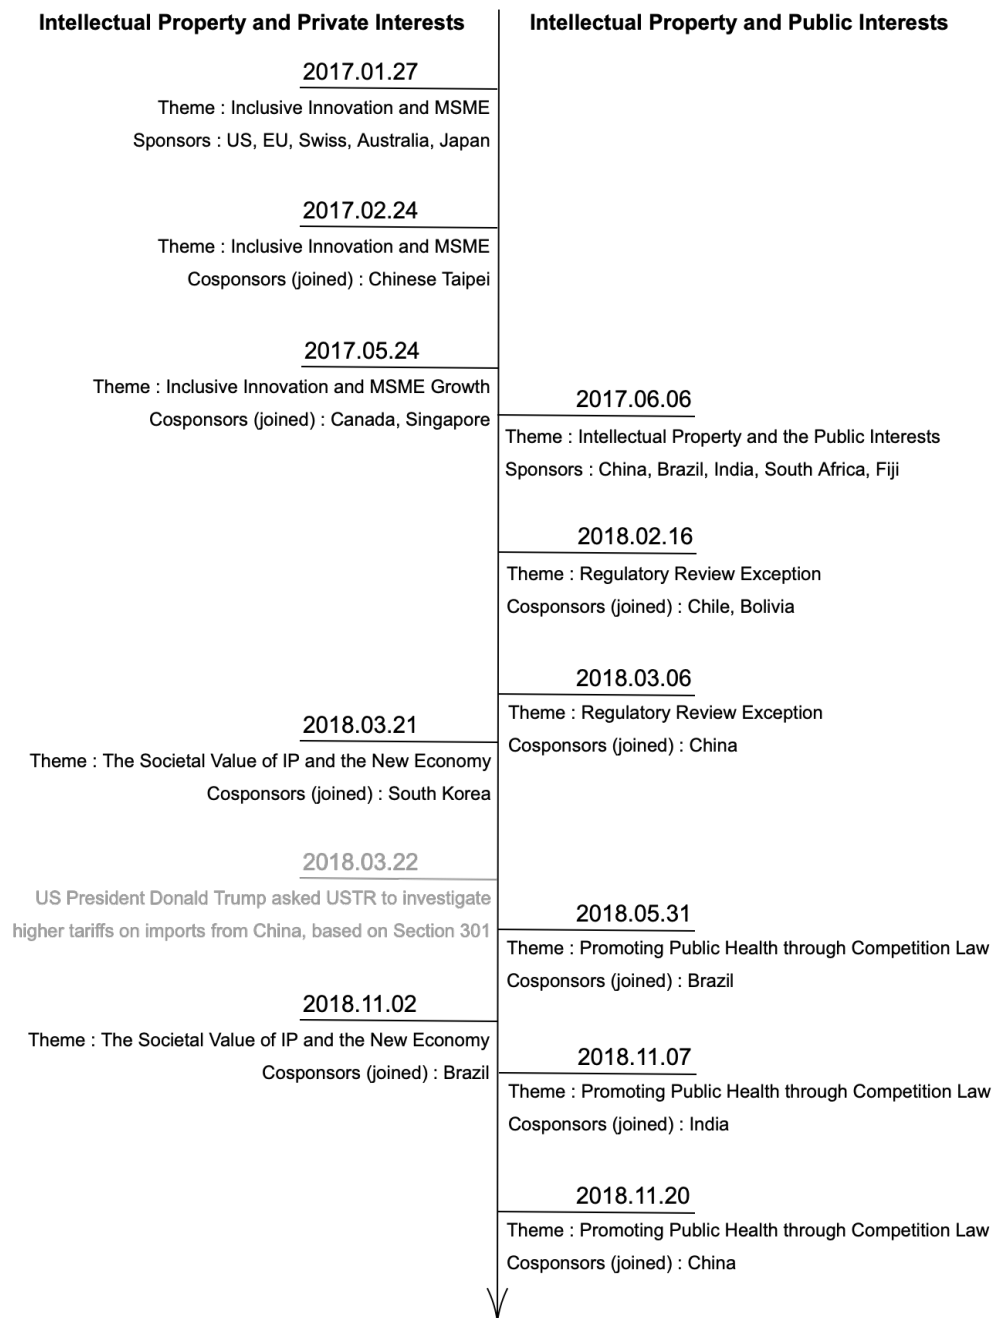 Intellectual Property and Private Interests
Intellectual Property and Public Interests
2017.01.27
Theme : Inclusive Innovation and MSME
Sponsors : US, EU, Swiss, Australia, Japan
2017.02.24
Theme : Inclusive Innovation and MSME
Cosponsors (joined) : Chinese Taipei
2017.05.24
Theme : Inclusive Innovation and MSME Growth
Cosponsors (joined) : Canada, Singapore
2017.06.06
Theme : Intellectual Property and the Public Interests
Sponsors : China, Brazil, India, South Africa, Fiji
2018.02.16
Theme : Regulatory Review Exception
Cosponsors (joined) : Chile, Bolivia
2018.03.06
Theme : Regulatory Review Exception
Cosponsors (joined) : China
2018.03.21
Theme : The Societal Value of IP and the New Economy
Cosponsors (joined) : South Korea
2018.03.22
US President Donald Trump asked USTR to investigate
higher tariffs on imports from China, based on Section 301
2018.05.31
Theme : Promoting Public Health through Competition Law
Cosponsors (joined) : Brazil
2018.11.02
Theme : The Societal Value of IP and the New Economy
Cosponsors (joined) : Brazil
2018.11.07
Theme : Promoting Public Health through Competition Law
Cosponsors (joined) : India
2018.11.20
Theme : Promoting Public Health through Competition Law
Cosponsors (joined) : China